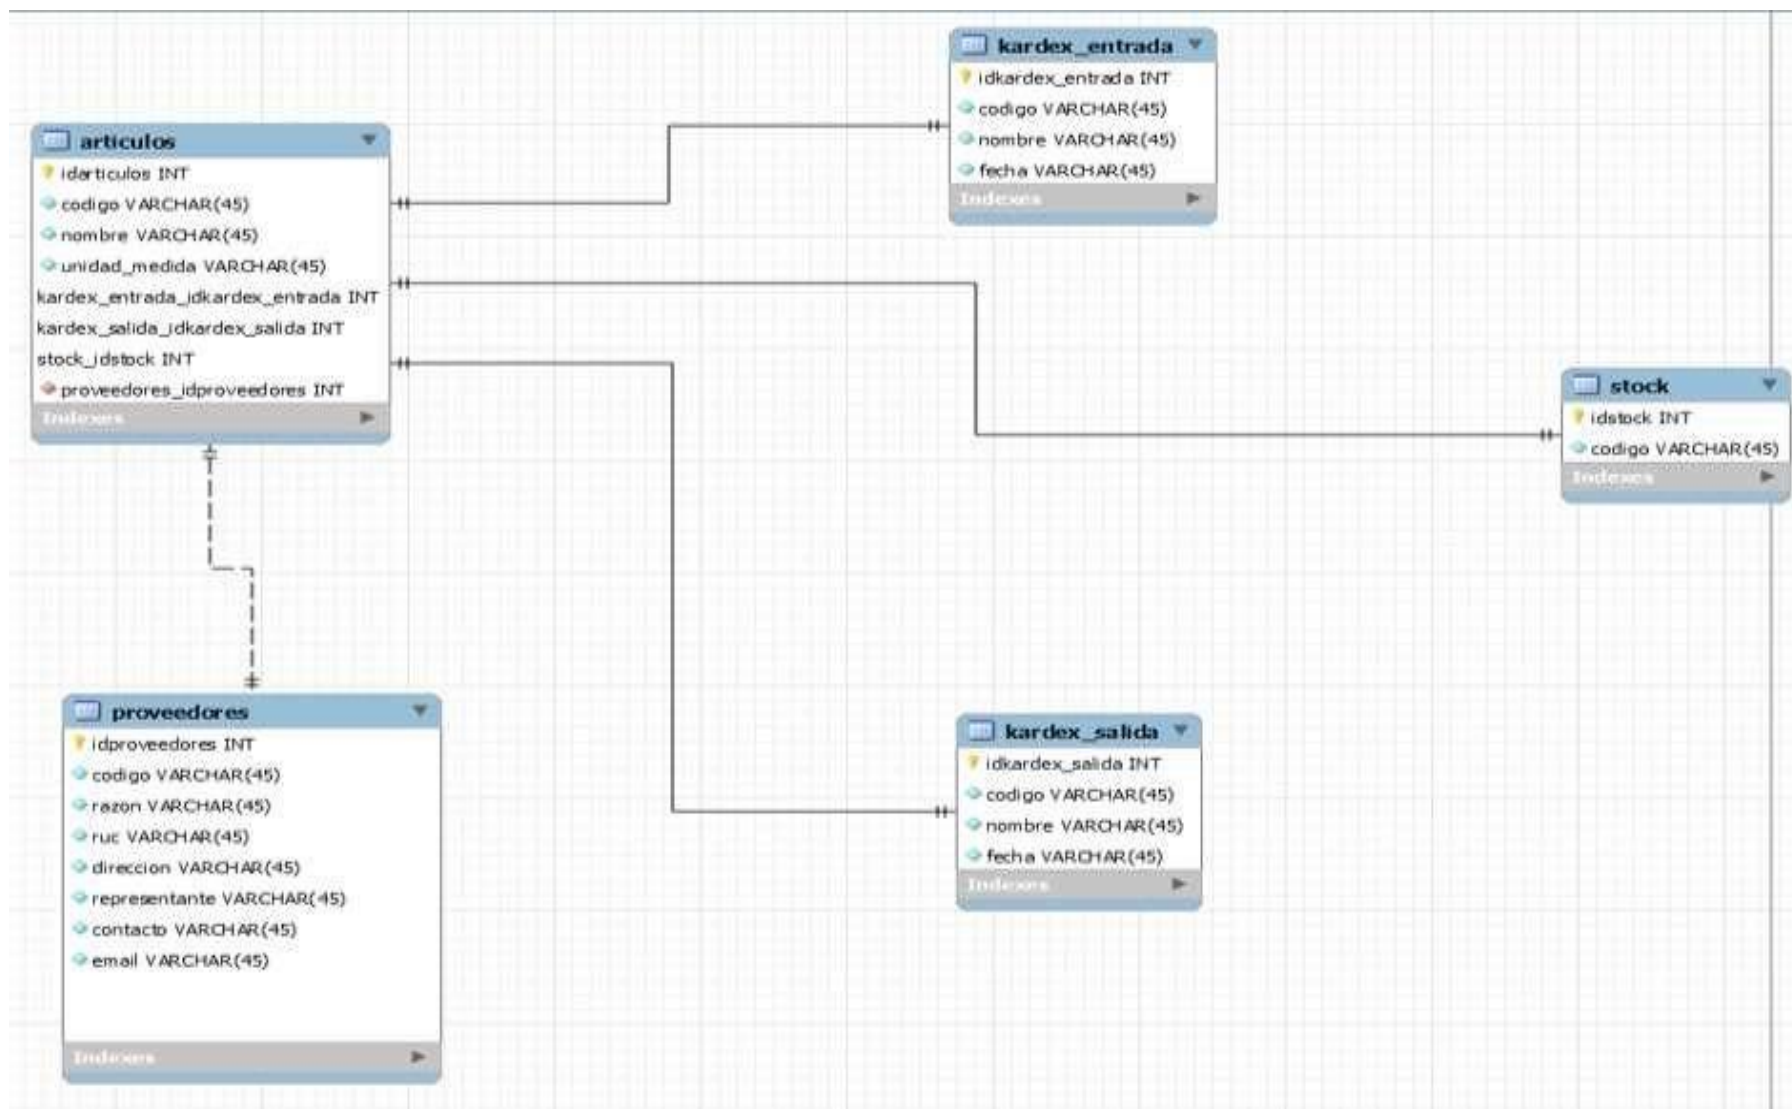 articulos
idarticulos INT
codigo VARCHAR(45)
nombre VARCHAR(45)
unidad_medida VARCHAR(45)
kardex_entrada_idkardex_entrada INT
kardex_salida_idkardex_salida INT
stock_idstock INT
proveedores_idproveedores INT
Indexes
kardex_entrada
idkardex_entrada INT
codigo VARCHAR(45)
nombre VARCHAR(45)
fecha VARCHAR(45)
Indexes
stock
idstock INT
codigo VARCHAR(45)
Indexes
proveedores
idproveedores INT
codigo VARCHAR(45)
razon VARCHAR(45)
ruc VARCHAR(45)
direccion VARCHAR(45)
representante VARCHAR(45)
contacto VARCHAR(45)
email VARCHAR(45)
Indexes
kardex_salida
idkardex_salida INT
codigo VARCHAR(45)
nombre VARCHAR(45)
fecha VARCHAR(45)
Indexes